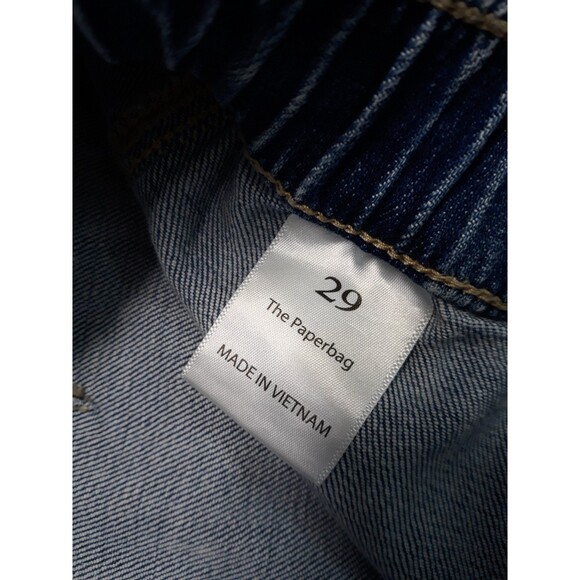 29
The Paperbag
MADE IN VIETNAM